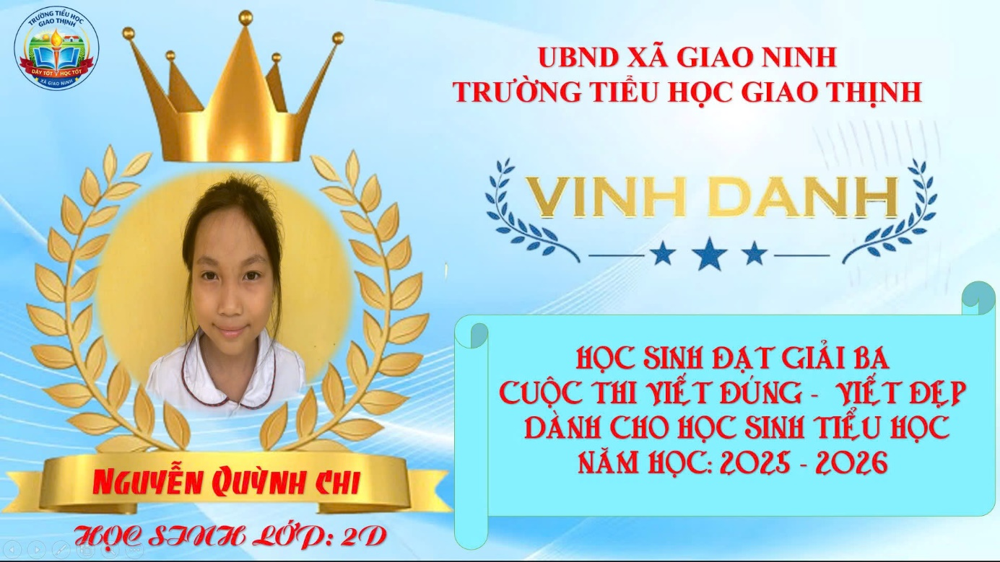 TRƯỜNG TIỂU HỌC
GIAO THỊNH
DẠY TỐT HỌC TỐT
XÃ GIAO NINH
UBND XÃ GIAO NINH
TRƯỜNG TIỂU HỌC GIAO THỊNH
VINH DANH
HỌC SINH ĐẠT GIẢI BA
CUỘC THI VIẾT ĐÚNG - VIẾT ĐẸP
DÀNH CHO HỌC SINH TIỂU HỌC
NĂM HỌC: 2025 - 2026
NGUYỄN QUỲNH CHI
HỌC SINH LỚP: 2D